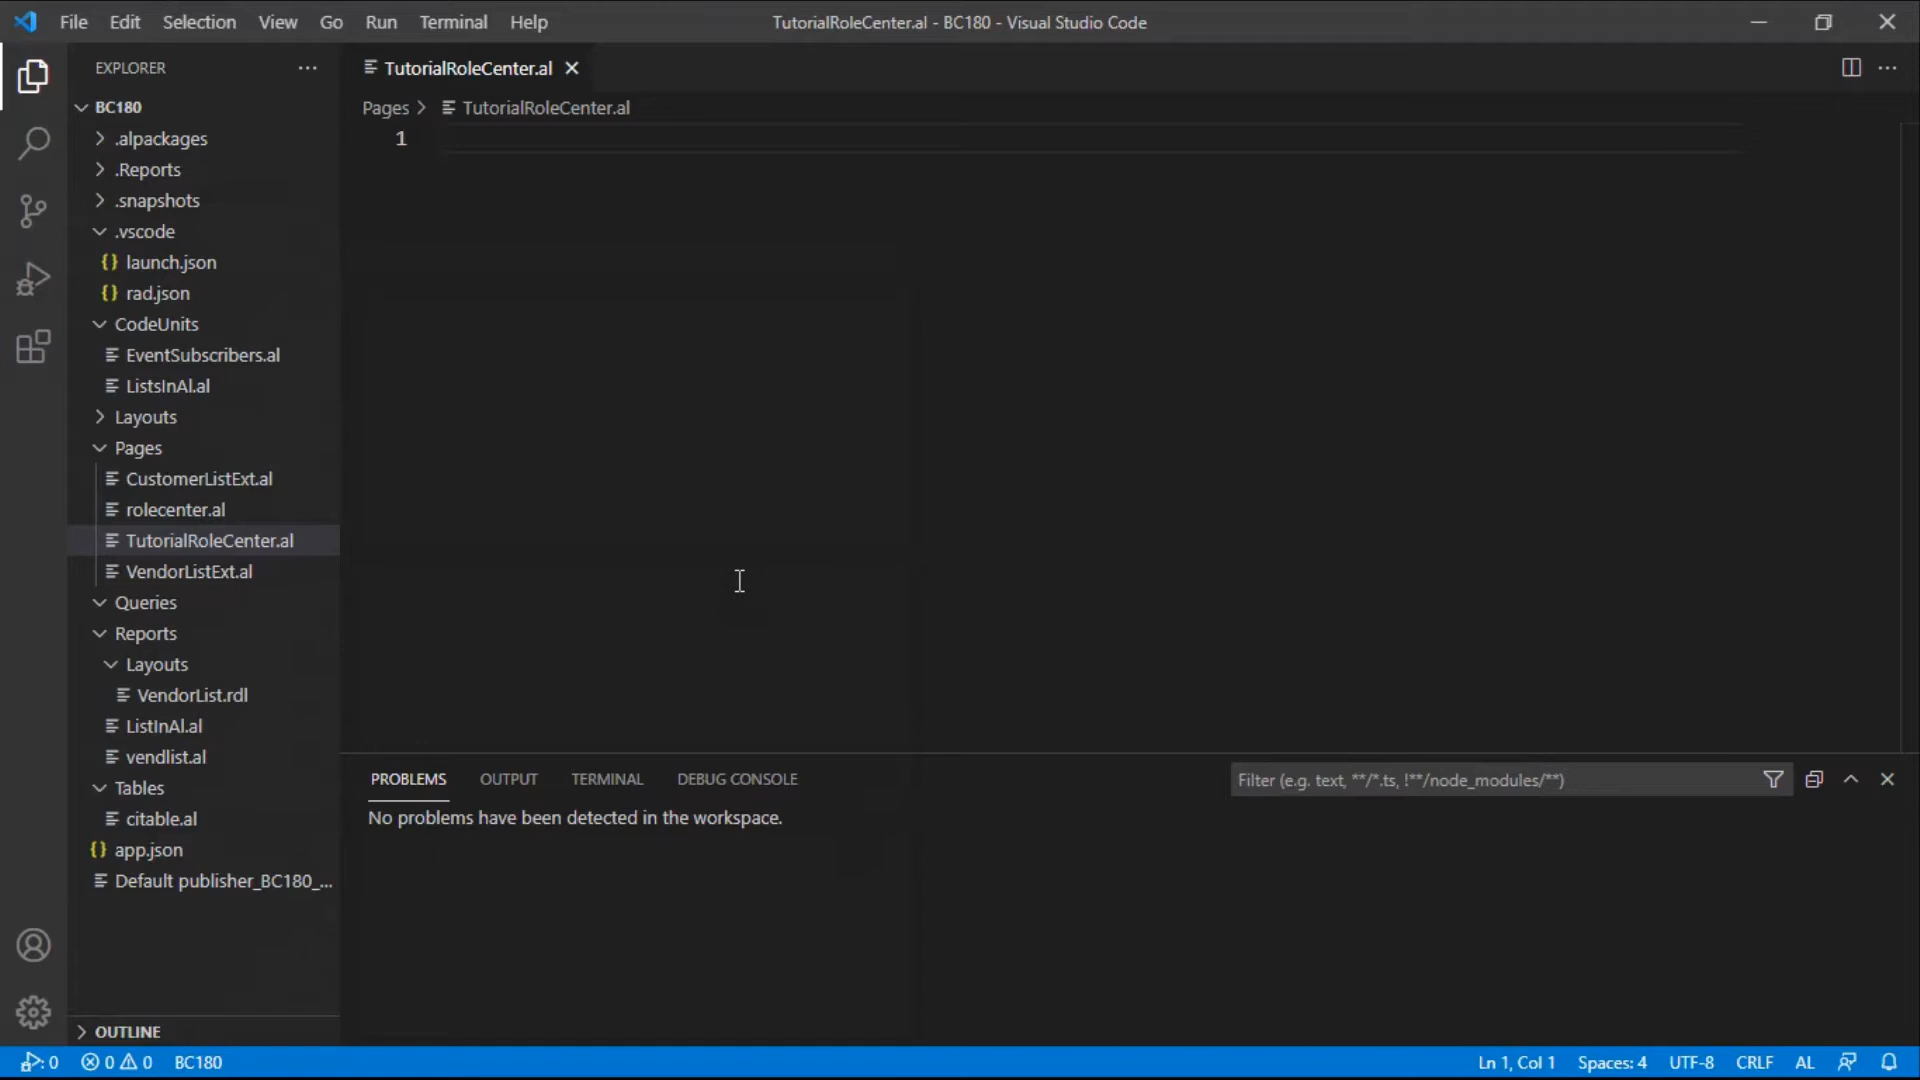 File Edit Selection View Go Run Terminal Help
TutorialRoleCenter.al - BC180 - Visual Studio Code
EXPLORER
BC180
.alpackages
.Reports
.snapshots
.vscode
{} launch.json
{} rad.json
CodeUnits
EventSubscribers.al
ListsInAl.al
Layouts
Pages
CustomerListExt.al
rolecenter.al
TutorialRoleCenter.al
VendorListExt.al
Queries
Reports
Layouts
VendorList.rdl
ListInAl.al
vendlist.al
Tables
citable.al
{} app.json
Default publisher_BC180_...
OUTLINE
TutorialRoleCenter.al
Pages > TutorialRoleCenter.al
1
PROBLEMS OUTPUT TERMINAL DEBUG CONSOLE
Filter (e.g. text, **/*.ts, !**/node_modules/**)
No problems have been detected in the workspace.
: 0 0 0 BC180
Ln 1, Col 1 Spaces: 4 UTF-8 CRLF AL